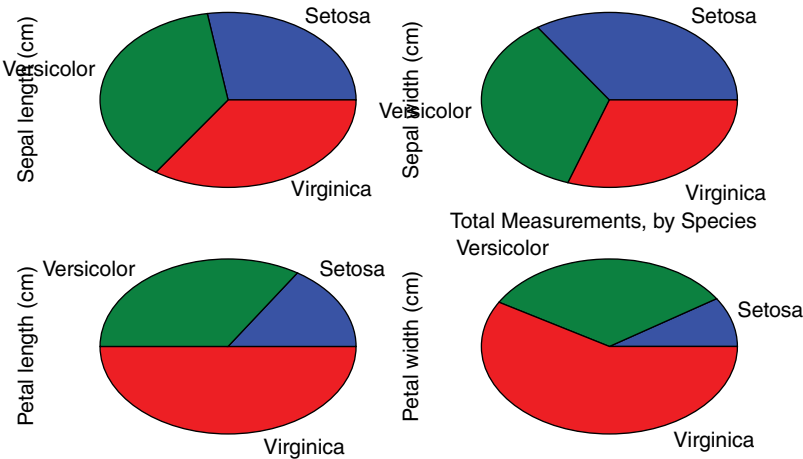 Setosa
Versicolor
Sepal length (cm)
Virginica
Setosa
Versicolor
Sepal width (cm)
Virginica
Total Measurements, by Species
Versicolor
Setosa
Petal length (cm)
Virginica
Versicolor
Setosa
Petal width (cm)
Virginica